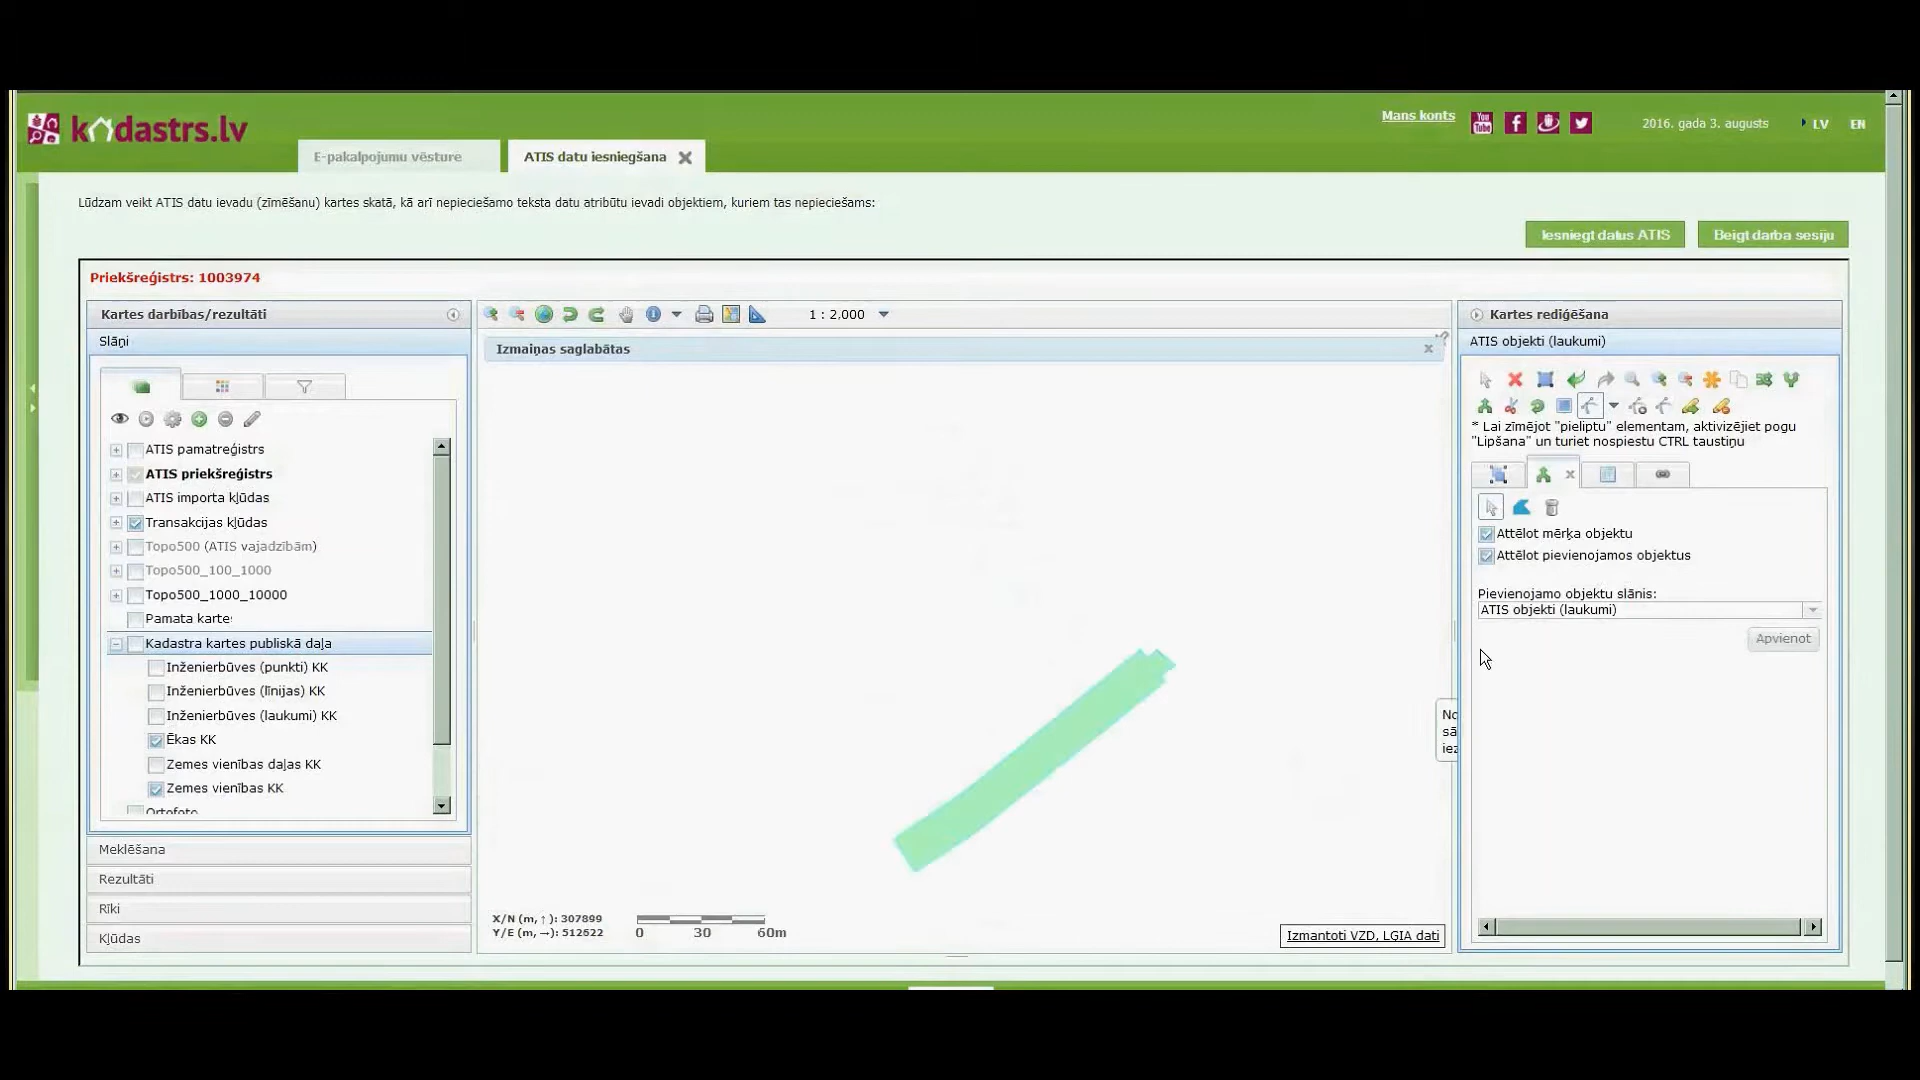 kadastrs.lv
Mans konts
You Tube
2016. gada 3. augusts
LV
EN
E-pakalpojumu vēsture
ATIS datu iesniegšana
Lūdzam veikt ATIS datu ievadu (zīmēšanu) kartes skatā, kā arī nepieciešamo teksta datu atribūtu ievadi objektiem, kuriem tas nepieciešams:
Iesniegt datus ATIS
Beigt darba sesiju
Priekšreģistrs: 1003974
Kartes darbības/rezultāti
Slāņi
ATIS pamatreģistrs
ATIS priekšreģistrs
ATIS importa kļūdas
Transakcijas kļūdas
Topo500 (ATIS vajadzībām)
Topo500_100_1000
Topo500_1000_10000
Pamata karte
Kadastra kartes publiskā daļa
Inženierbūves (punkti) KK
Inženierbūves (līnijas) KK
Inženierbūves (laukumi) KK
Ēkas KK
Zemes vienības daļas KK
Zemes vienības KK
Ortofoto
Meklēšana
Rezultāti
Rīki
Kļūdas
1 : 2,000
Izmaiņas saglabātas
X/N (m, ↑): 307899
Y/E (m, →): 512522
0 30 60m
Izmantoti VZD, LĢIA dati
Kartes rediģēšana
ATIS objekti (laukumi)
* Lai zīmējot "pieliptu" elementam, aktivizējiet pogu
"Lipšana" un turiet nospiestu CTRL taustiņu
Attēlot mērķa objektu
Attēlot pievienojamos objektus
Pievienojamo objektu slānis:
ATIS objekti (laukumi)
Apvienot